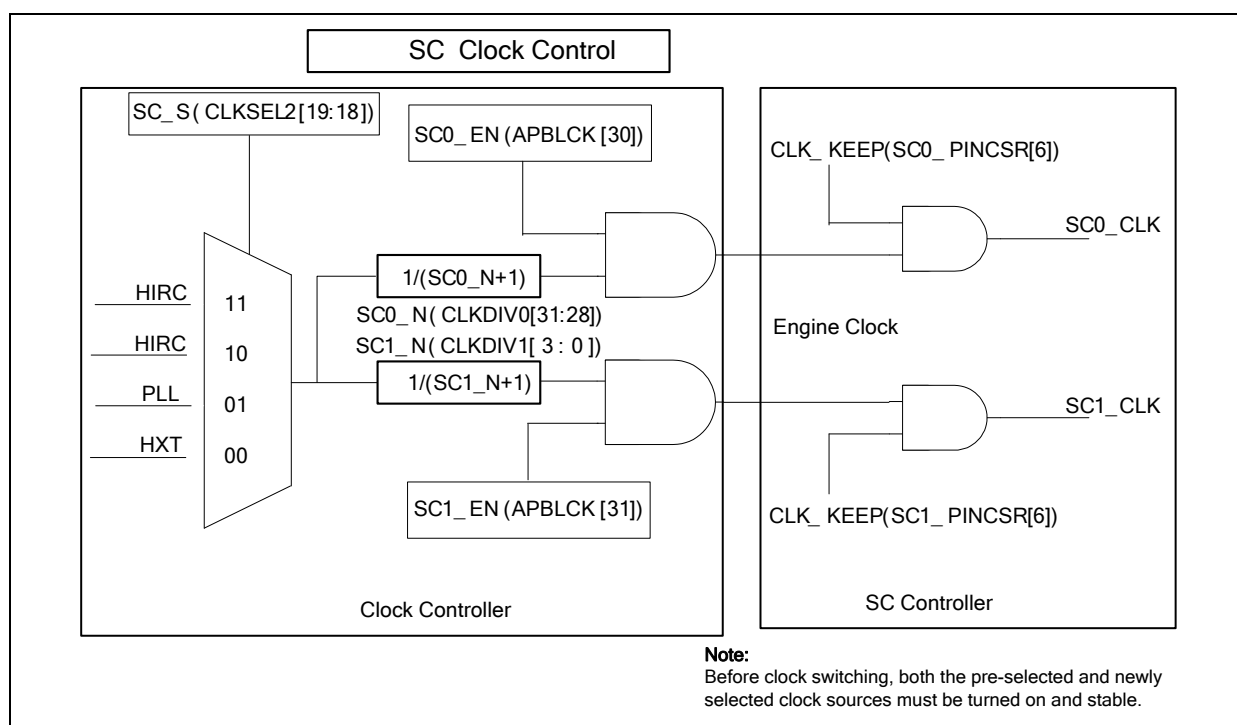 SC Clock Control
SC_S(CLKSEL2[19:18])
SC0_EN(APBLCK[30])
CLK_KEEP(SC0_PINCSR[6])
SC0_CLK
HIRC
11
HIRC
10
PLL
01
HXT
00
1/(SC0_N+1)
SC0_N(CLKDIV0[31:28])
SC1_N(CLKDIV1[3:0])
1/(SC1_N+1)
Engine Clock
SC1_CLK
SC1_EN(APBLCK[31])
CLK_KEEP(SC1_PINCSR[6])
Clock Controller
SC Controller
Note:
Before clock switching, both the pre-selected and newly
selected clock sources must be turned on and stable.